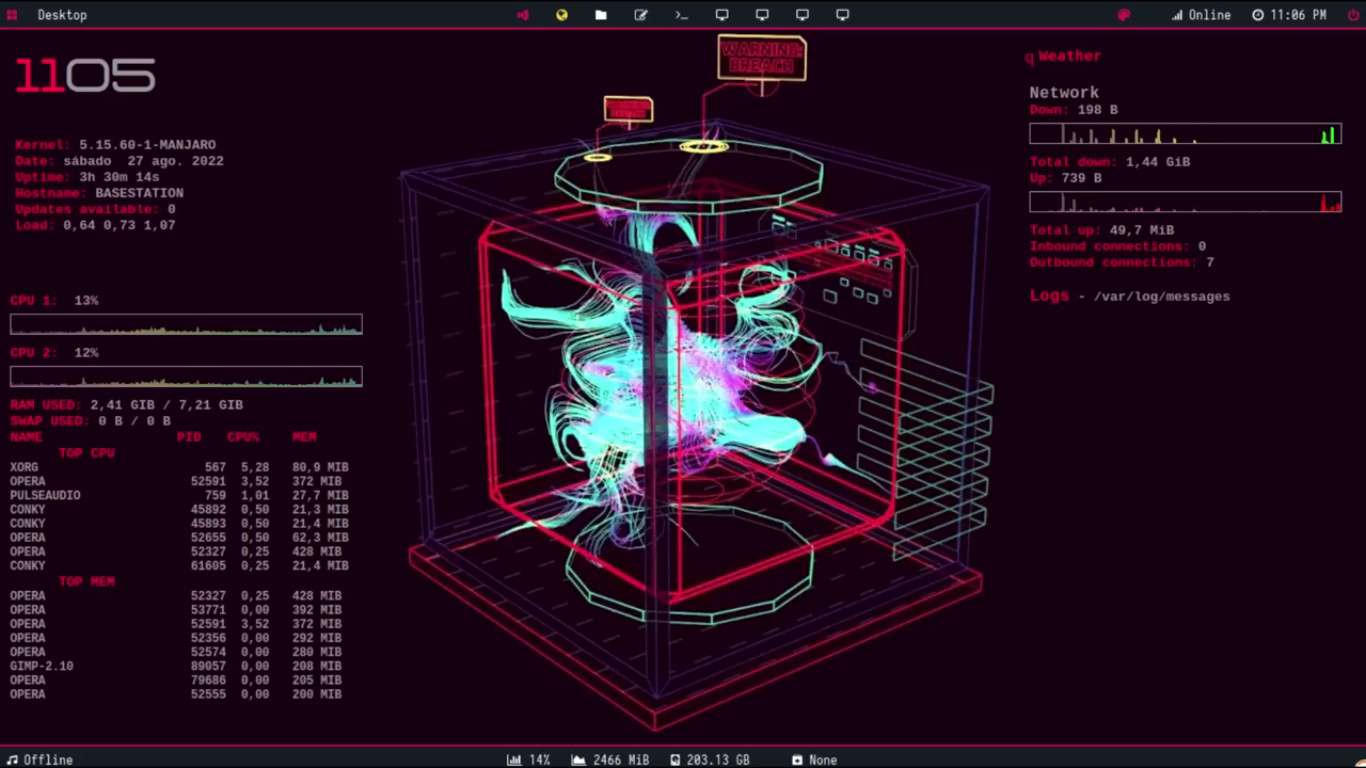 Desktop
Online 11:06 PM
1105
Kernel: 5.15.60-1-MANJARO
Date: sábado 27 ago. 2022
Uptime: 3h 30m 14s
Hostname: BASESTATION
Updates available: 0
Load: 0,64 0,73 1,07
CPU 1: 13%
CPU 2: 12%
RAM USED: 2,41 GIB / 7,21 GIB
SWAP USED: 0 B / 0 B
NAME PID CPU% MEM
TOP CPU
XORG 567 5,28 80,9 MIB
OPERA 52591 3,52 372 MIB
PULSEAUDIO 759 1,01 27,7 MIB
CONKY 45892 0,50 21,3 MIB
CONKY 45893 0,50 21,4 MIB
OPERA 52655 0,50 62,3 MIB
OPERA 52327 0,25 428 MIB
CONKY 61605 0,25 21,4 MIB
TOP MEM
OPERA 52327 0,25 428 MIB
OPERA 53771 0,00 392 MIB
OPERA 52591 3,52 372 MIB
OPERA 52356 0,00 292 MIB
OPERA 52574 0,00 280 MIB
GIMP-2.10 89057 0,00 208 MIB
OPERA 79686 0,00 205 MIB
OPERA 52555 0,00 200 MIB
WARNING:
BREACH
q Weather
Network
Down: 198 B
Total down: 1,44 GiB
Up: 739 B
Total up: 49,7 MiB
Inbound connections: 0
Outbound connections: 7
Logs - /var/log/messages
Offline
14% 2466 MiB 203.13 GB None